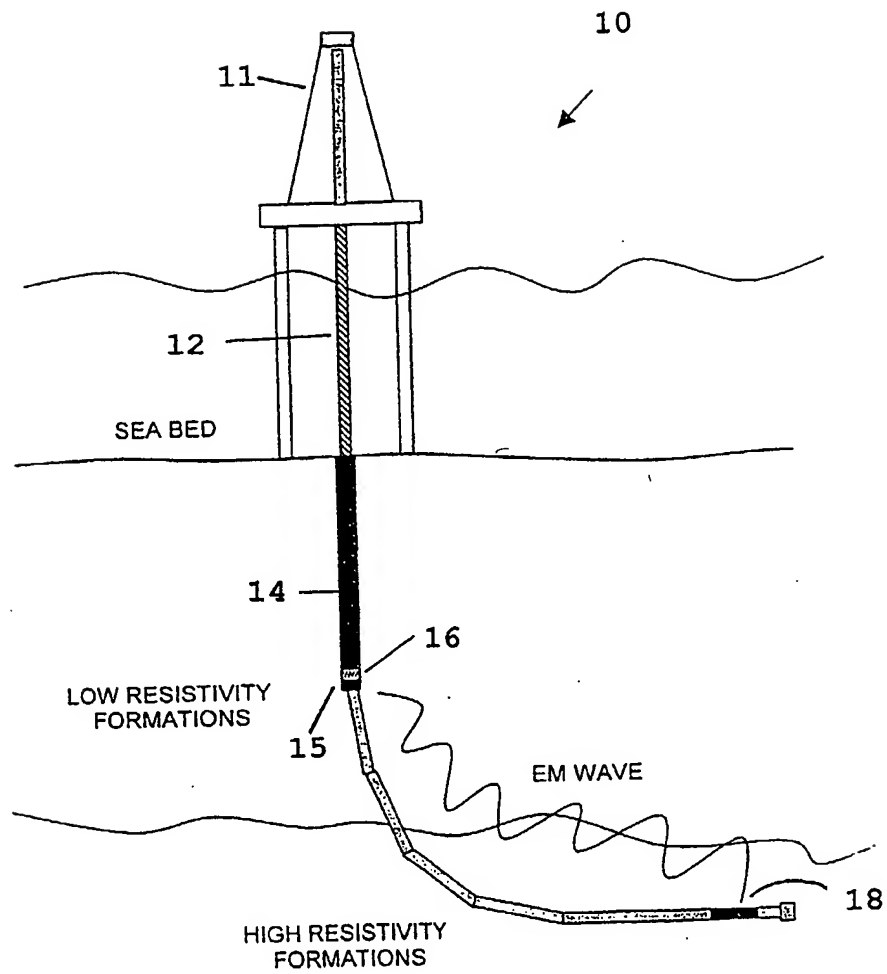 10
11
12
SEA BED
14
16
LOW RESISTIVITY
FORMATIONS
15
EM WAVE
18
HIGH RESISTIVITY
FORMATIONS